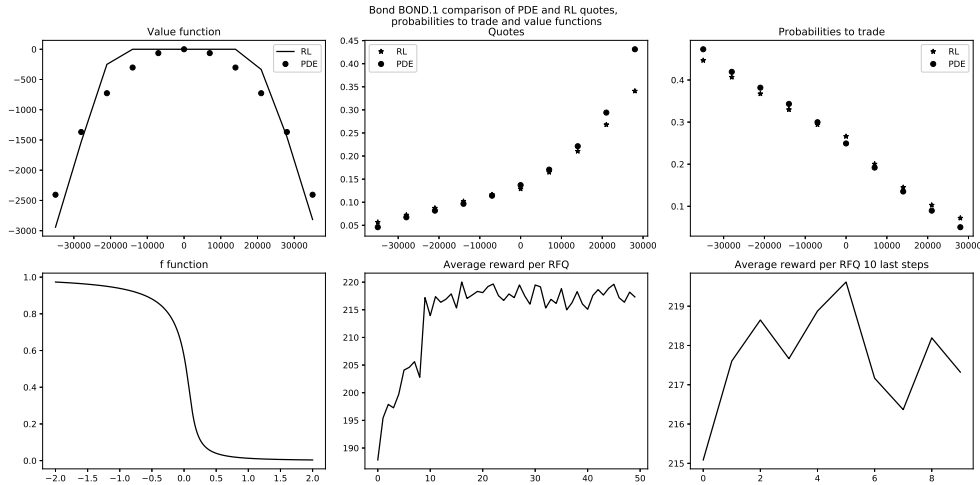 Bond BOND.1 comparison of PDE and RL quotes,
probabilities to trade and value functions
Value function
Quotes
Probabilities to trade
RL
PDE
0
−500
−1000
−1500
−2000
−2500
−3000
−30000 −20000 −10000 0 10000 20000 30000
RL
PDE
0.45
0.40
0.35
0.30
0.25
0.20
0.15
0.10
0.05
−30000 −20000 −10000 0 10000 20000 30000
RL
PDE
0.4
0.3
0.2
0.1
−30000 −20000 −10000 0 10000 20000 30000
f function
1.0
0.8
0.6
0.4
0.2
0.0
−2.0 −1.5 −1.0 −0.5 0.0 0.5 1.0 1.5 2.0
Average reward per RFQ
220
215
210
205
200
195
190
0 10 20 30 40 50
Average reward per RFQ 10 last steps
219
218
217
216
215
0 2 4 6 8